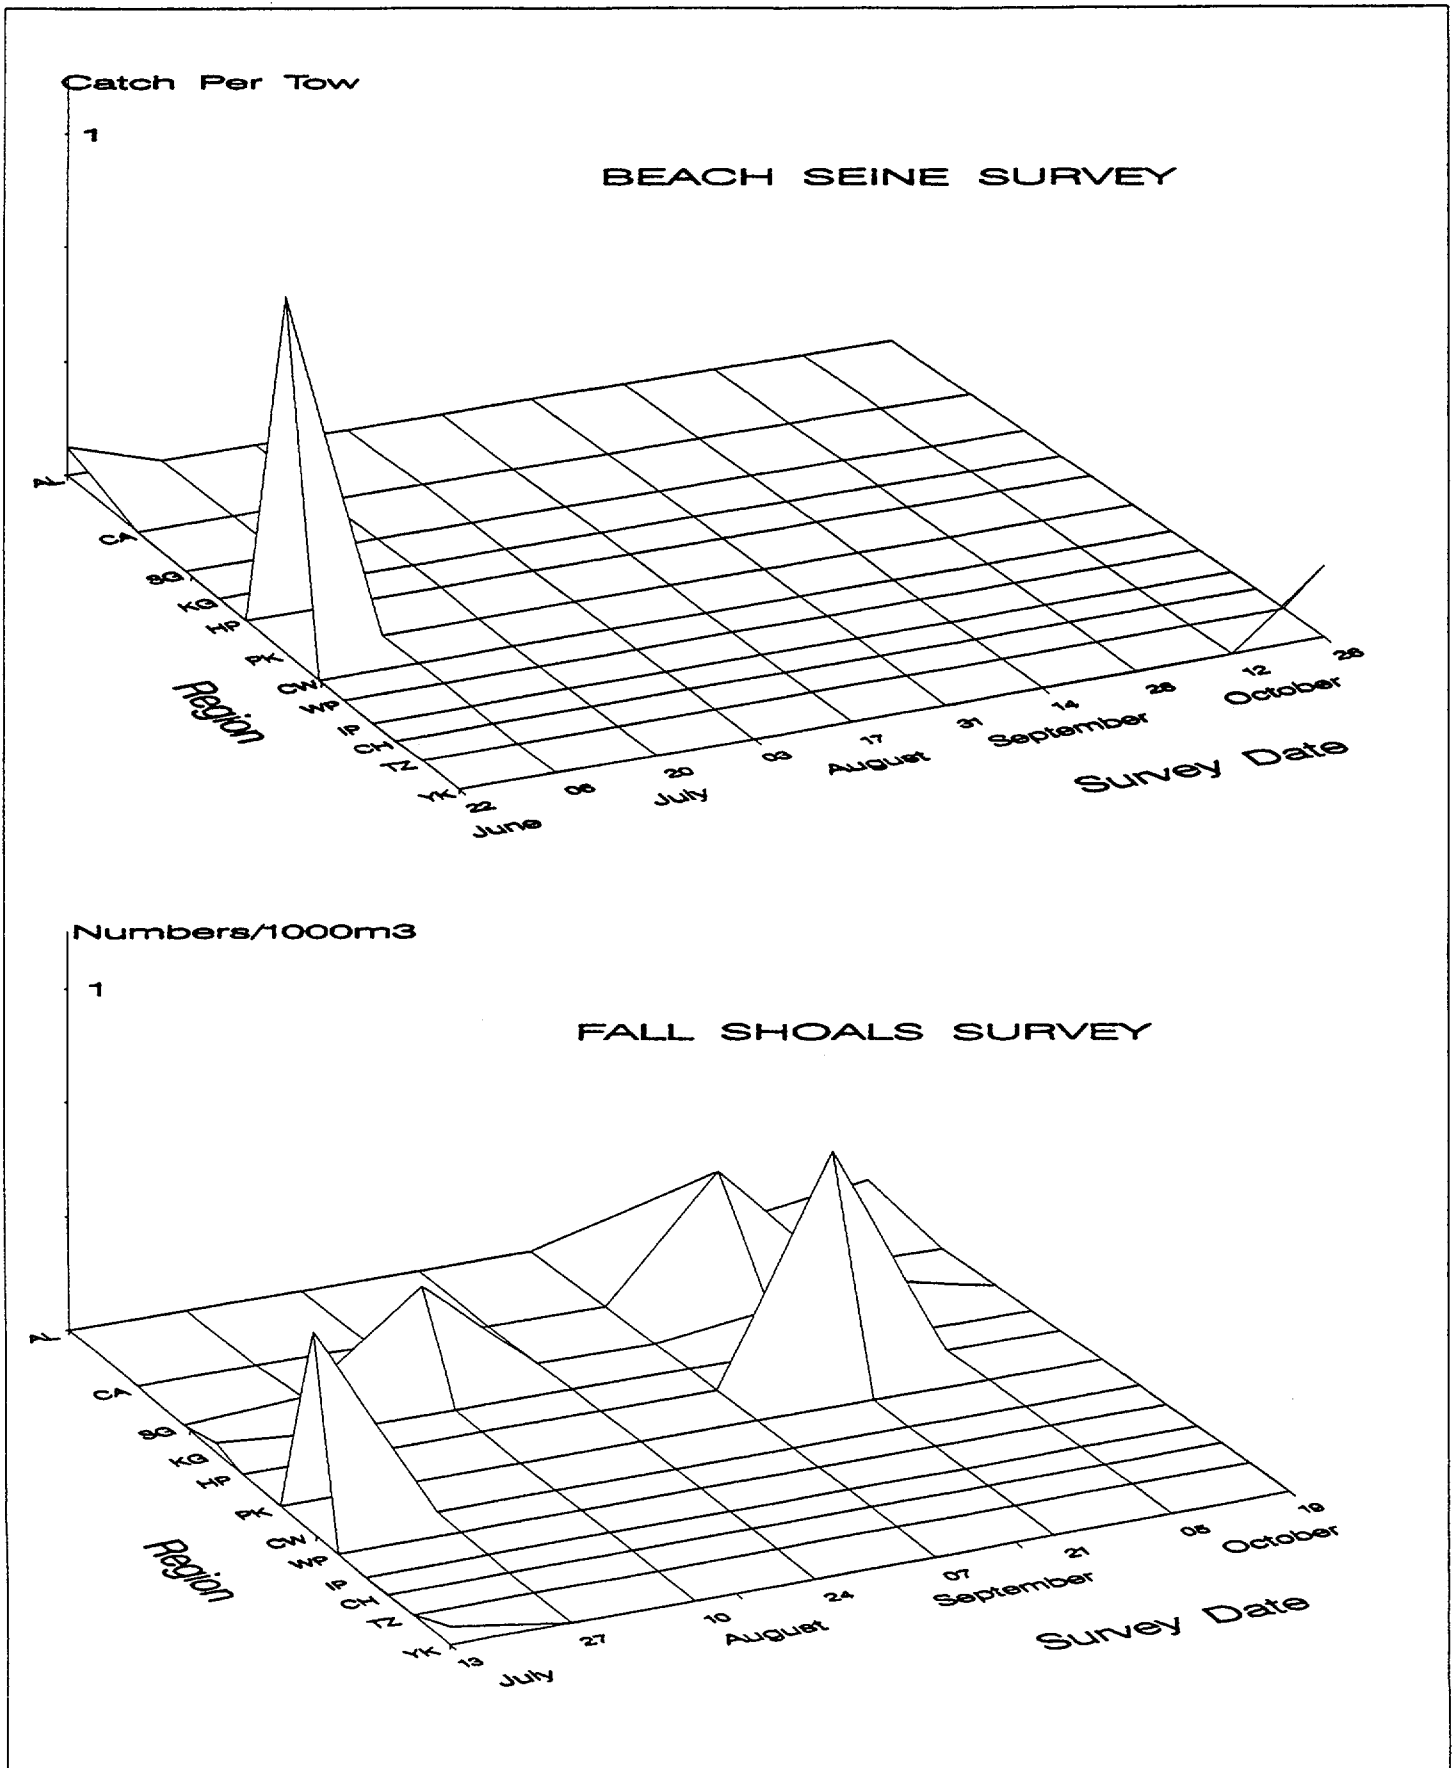 Catch Per Tow
1
BEACH SEINE SURVEY
AL
CA
SG
KG
HP
PK
CW
WP
IP
CH
TZ
YK
Region
22 06 20 03 17 31 14 28 12 26
June July August September October
Survey Date
Numbers/1000m3
1
FALL SHOALS SURVEY
AL
CA
SG
KG
HP
PK
CW
WP
IP
CH
TZ
YK
Region
13 27 10 24 07 21 05 19
July August September October
Survey Date